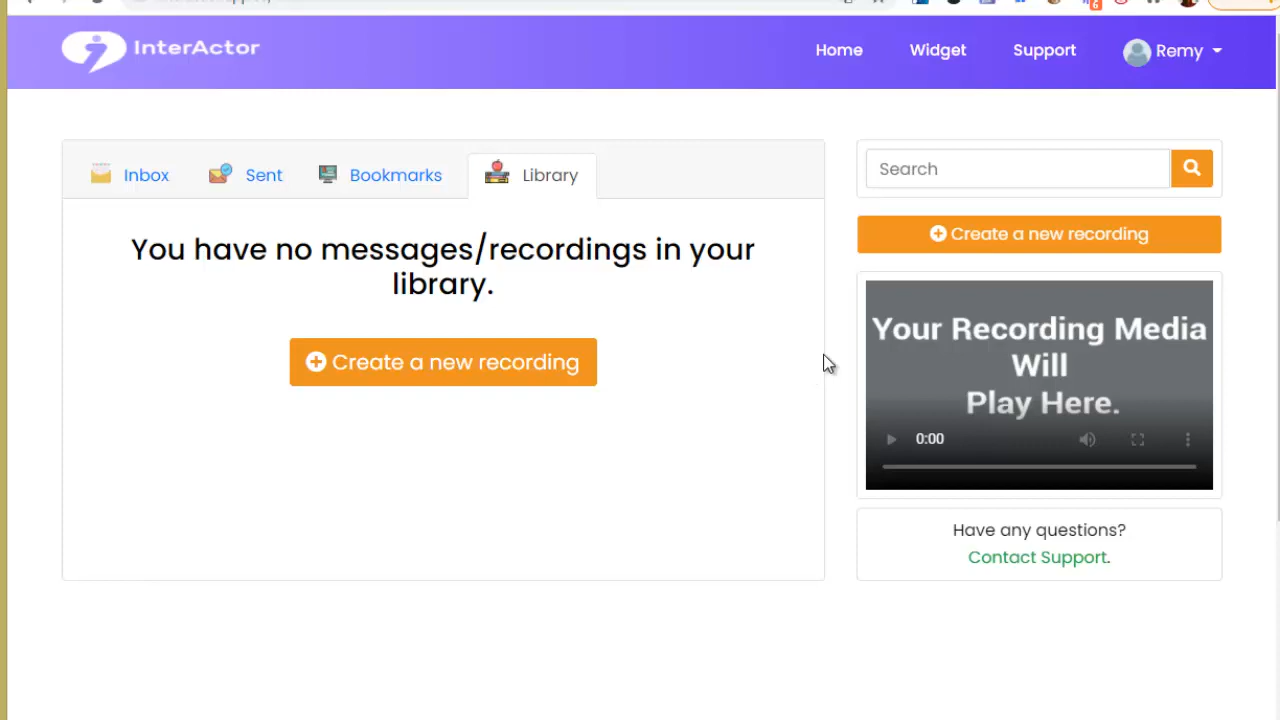 InterActor
Home
Widget
Support
Remy
Inbox
Sent
Bookmarks
Library
Search
You have no messages/recordings in your
library.
Create a new recording
Create a new recording
Your Recording Media
Will
Play Here.
0:00
Have any questions?
Contact Support.